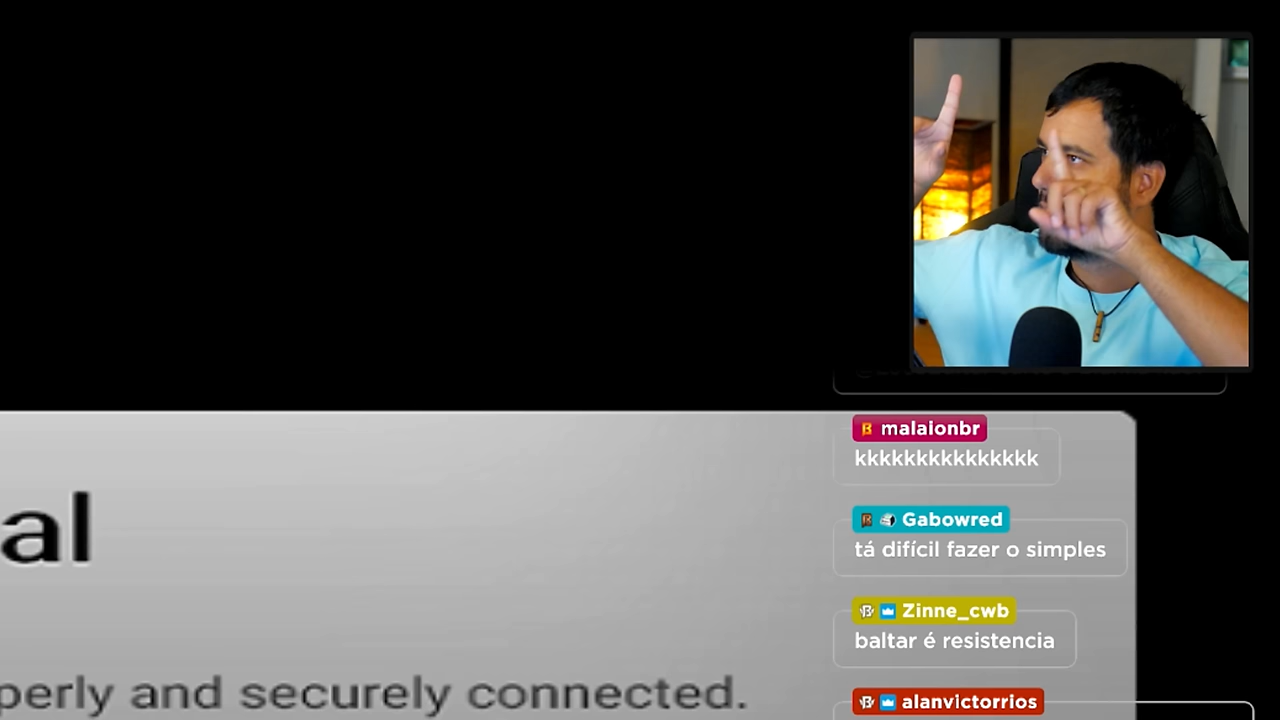 malaionbr
kkkkkkkkkkkkkkk
Gabowred
tá difícil fazer o simples
al
Zinne_cwb
baltar é resistencia
perly and securely connected.
alanvictorrios